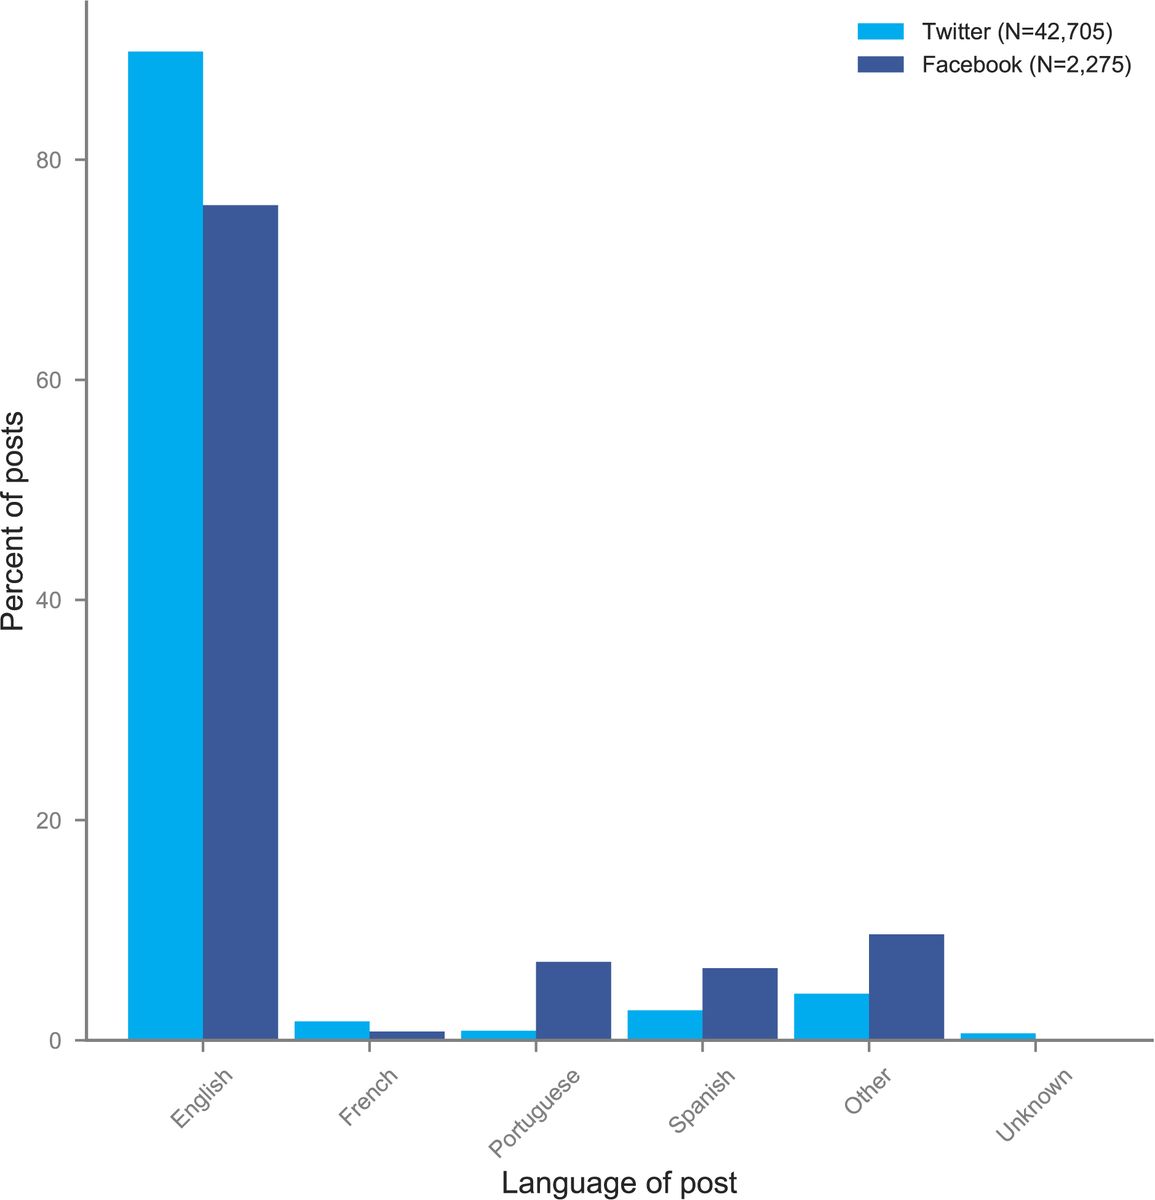 Twitter (N=42,705)
Facebook (N=2,275)
Percent of posts
80
60
40
20
0
English
French
Portuguese
Spanish
Other
Unknown
Language of post